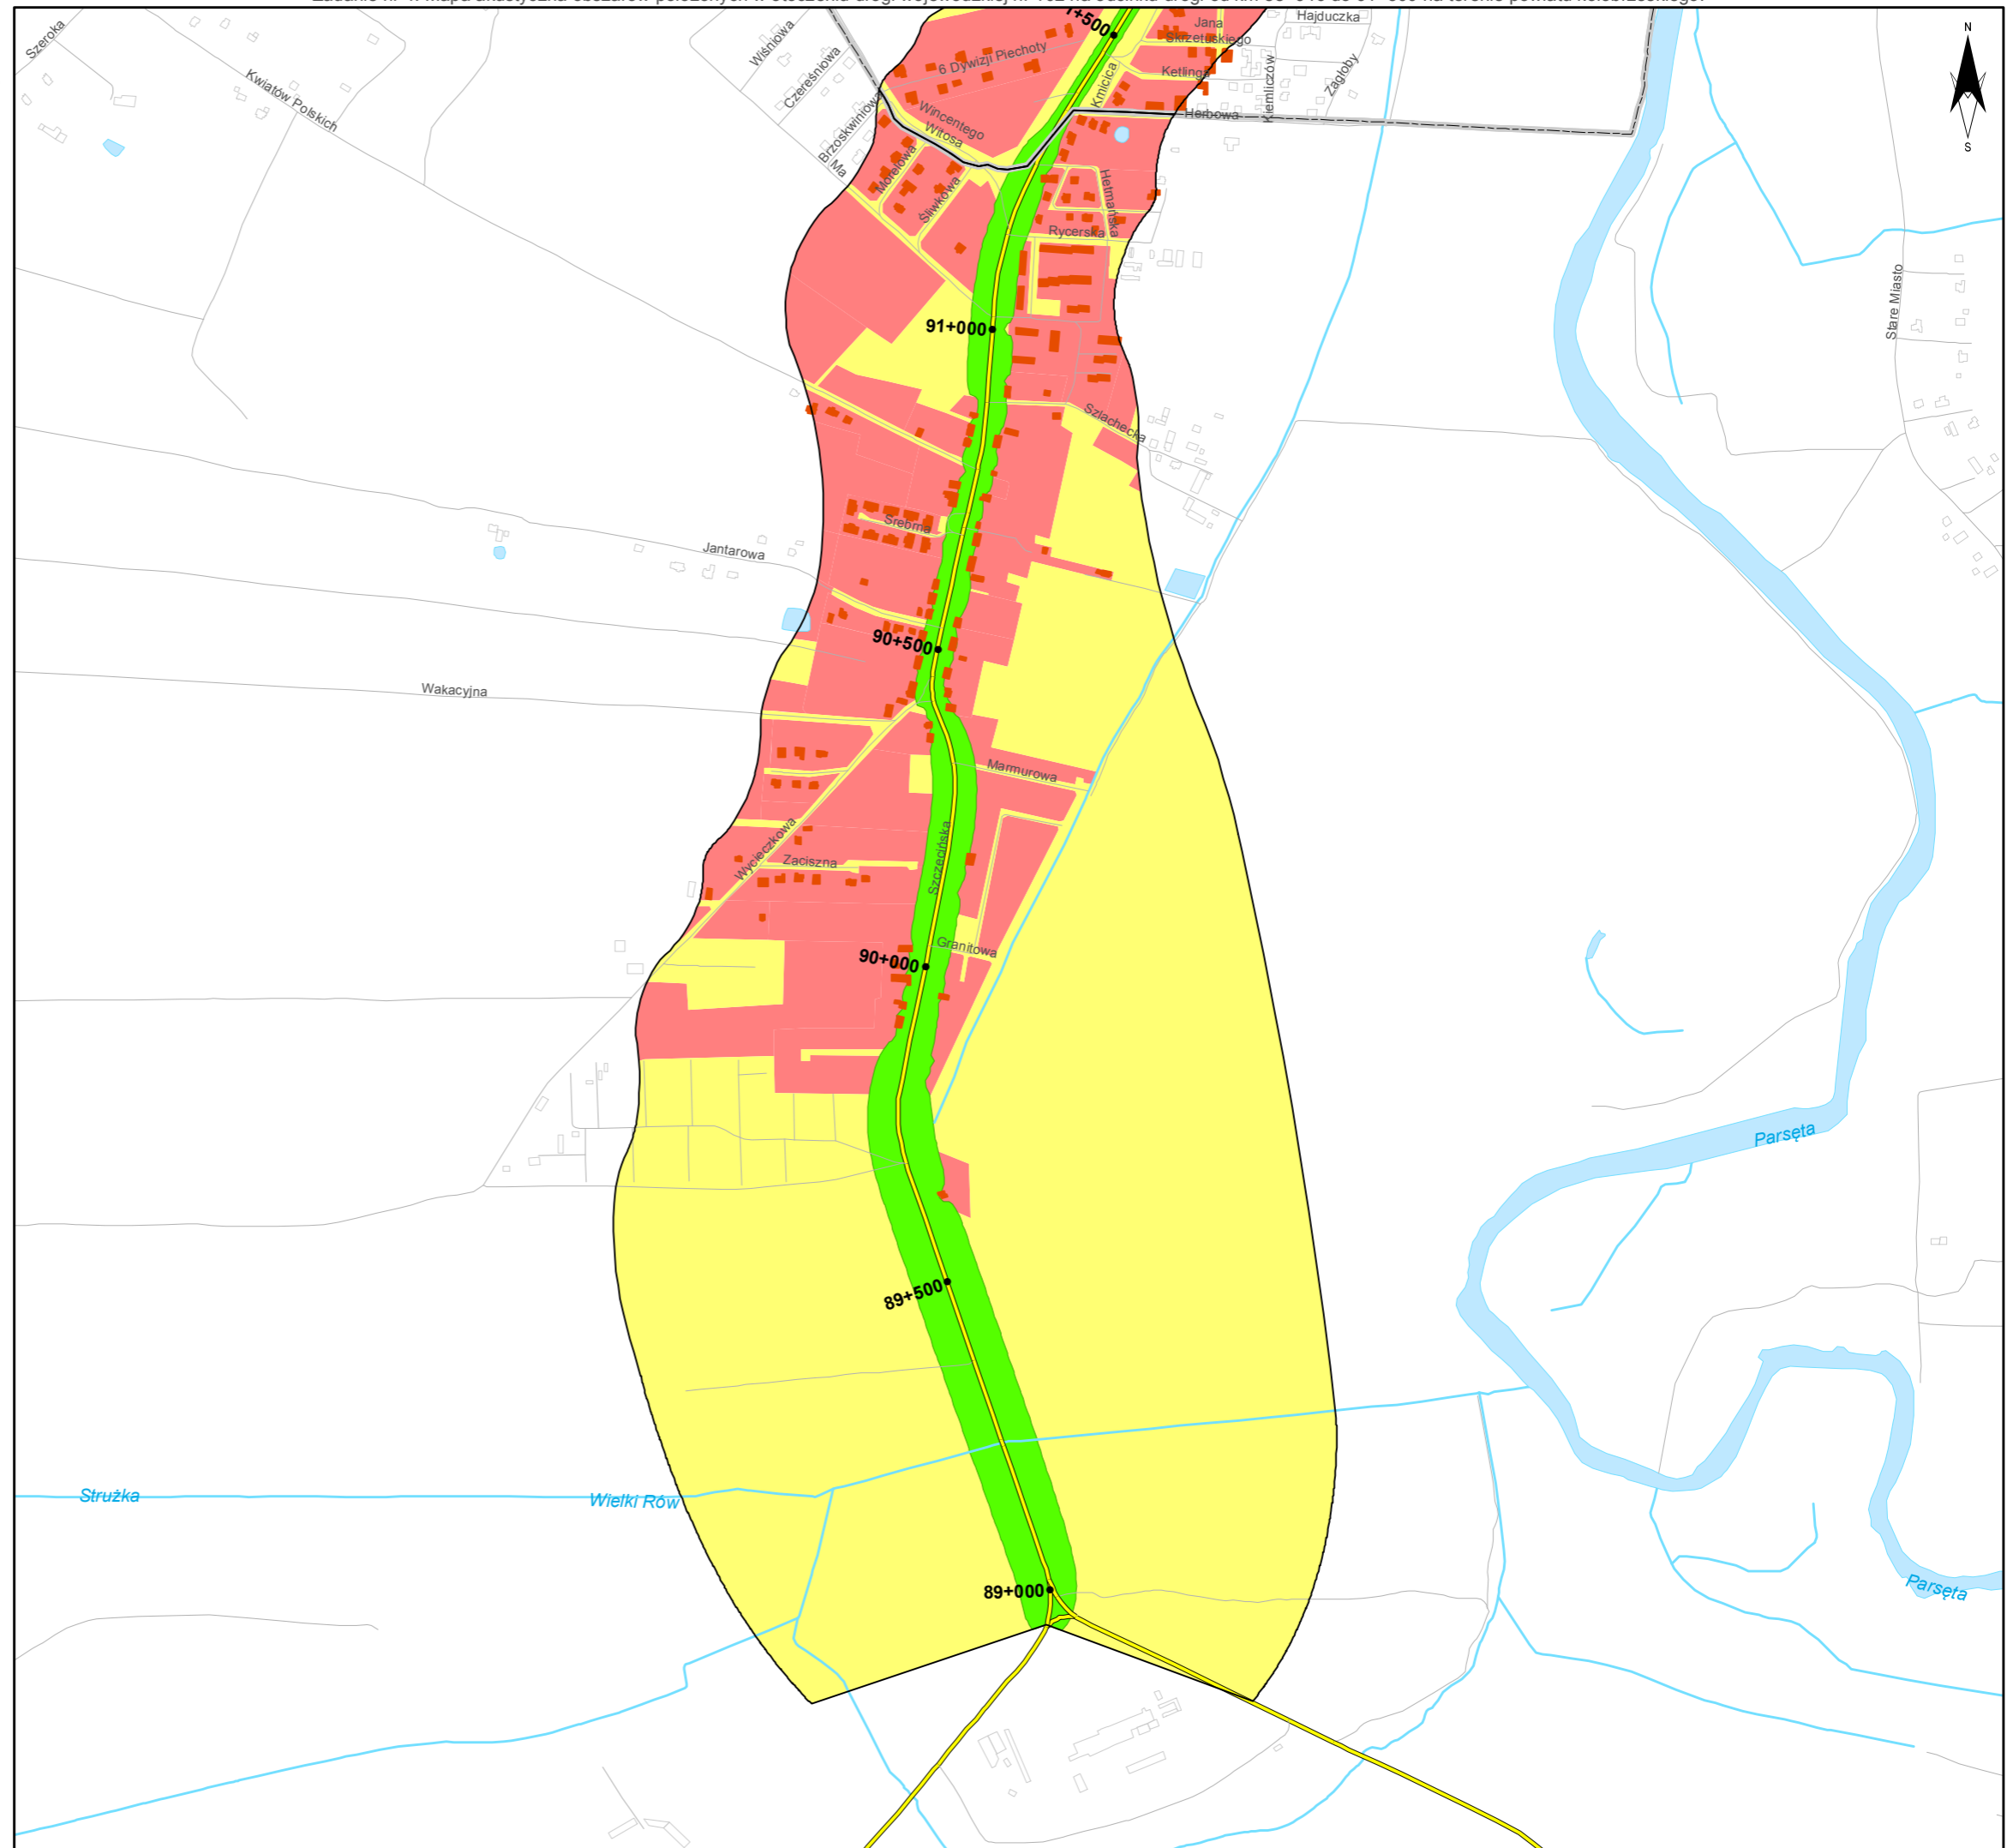 Szeroka
Kwiatów Polskich
Wiśniowa
Czereśniowa
Brzoskwiniowa
Ma
6 Dywizji Piechoty
Wincentego
Witosa
Morelowa
Śliwkowa
Kmicica
Jana
Skrzetuskiego
Ketlinga
Hajduczka
Kiemliczów
Zagłoby
Herbowa
Hetmańska
Rycerska
N
S
Stare Miasto
91+000
Szlachecka
Srebrna
Jantarowa
90+500
Wakacyjna
Marmurowa
Wycieczkowa
Zaciszna
Szczecińska
Granitowa
90+000
Parsęta
89+500
Strużka
Wielki Rów
89+000
Parsęta